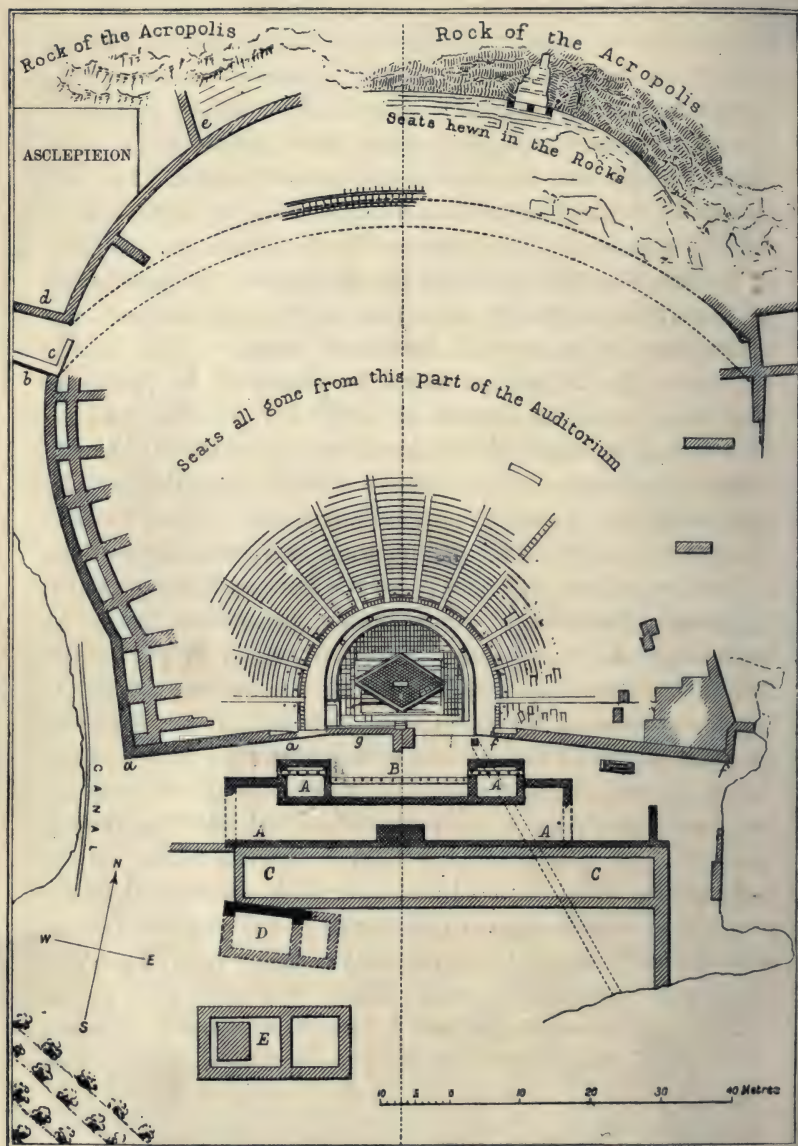 Rock of the Acropolis
Rock of the Acropolis
e
ASCLEPIEION
Seats hewn in the Rocks
d
c
b
Seats all gone from this part of the Auditorium
a
a
g
f
f
CANAL
B
A
A
A
A
C
C
N
W
E
S
D
E
10
5
0
10
20
30
40 Metres